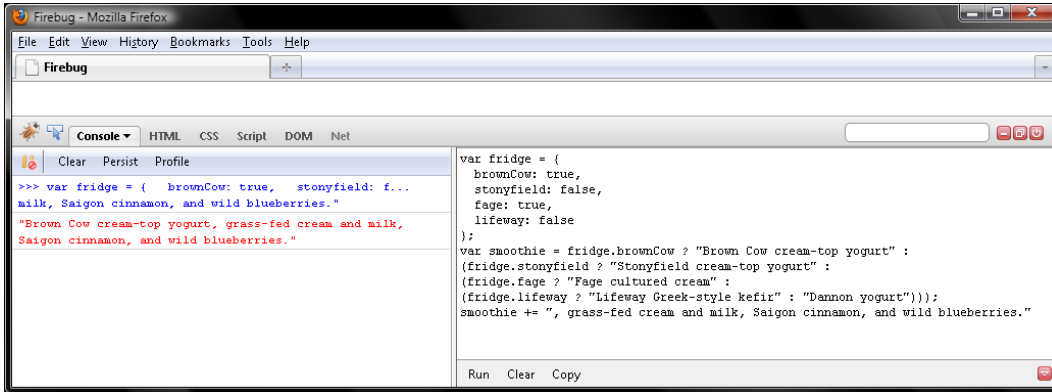 Firebug - Mozilla Firefox
File Edit View History Bookmarks Tools Help
Firebug
Console HTML CSS Script DOM Net
Clear Persist Profile
>>> var fridge = { brownCow: true, stonyfield: f...
milk, Saigon cinnamon, and wild blueberries."
"Brown Cow cream-top yogurt, grass-fed cream and milk,
Saigon cinnamon, and wild blueberries."
var fridge = {
brownCow: true,
stonyfield: false,
fage: true,
lifeway: false
};
var smoothie = fridge.brownCow ? "Brown Cow cream-top yogurt" :
(fridge.stonyfield ? "Stonyfield cream-top yogurt" :
(fridge.fage ? "Fage cultured cream" :
(fridge.lifeway ? "Lifeway Greek-style kefir" : "Dannon yogurt")));
smoothie += ", grass-fed cream and milk, Saigon cinnamon, and wild blueberries."
Run Clear Copy